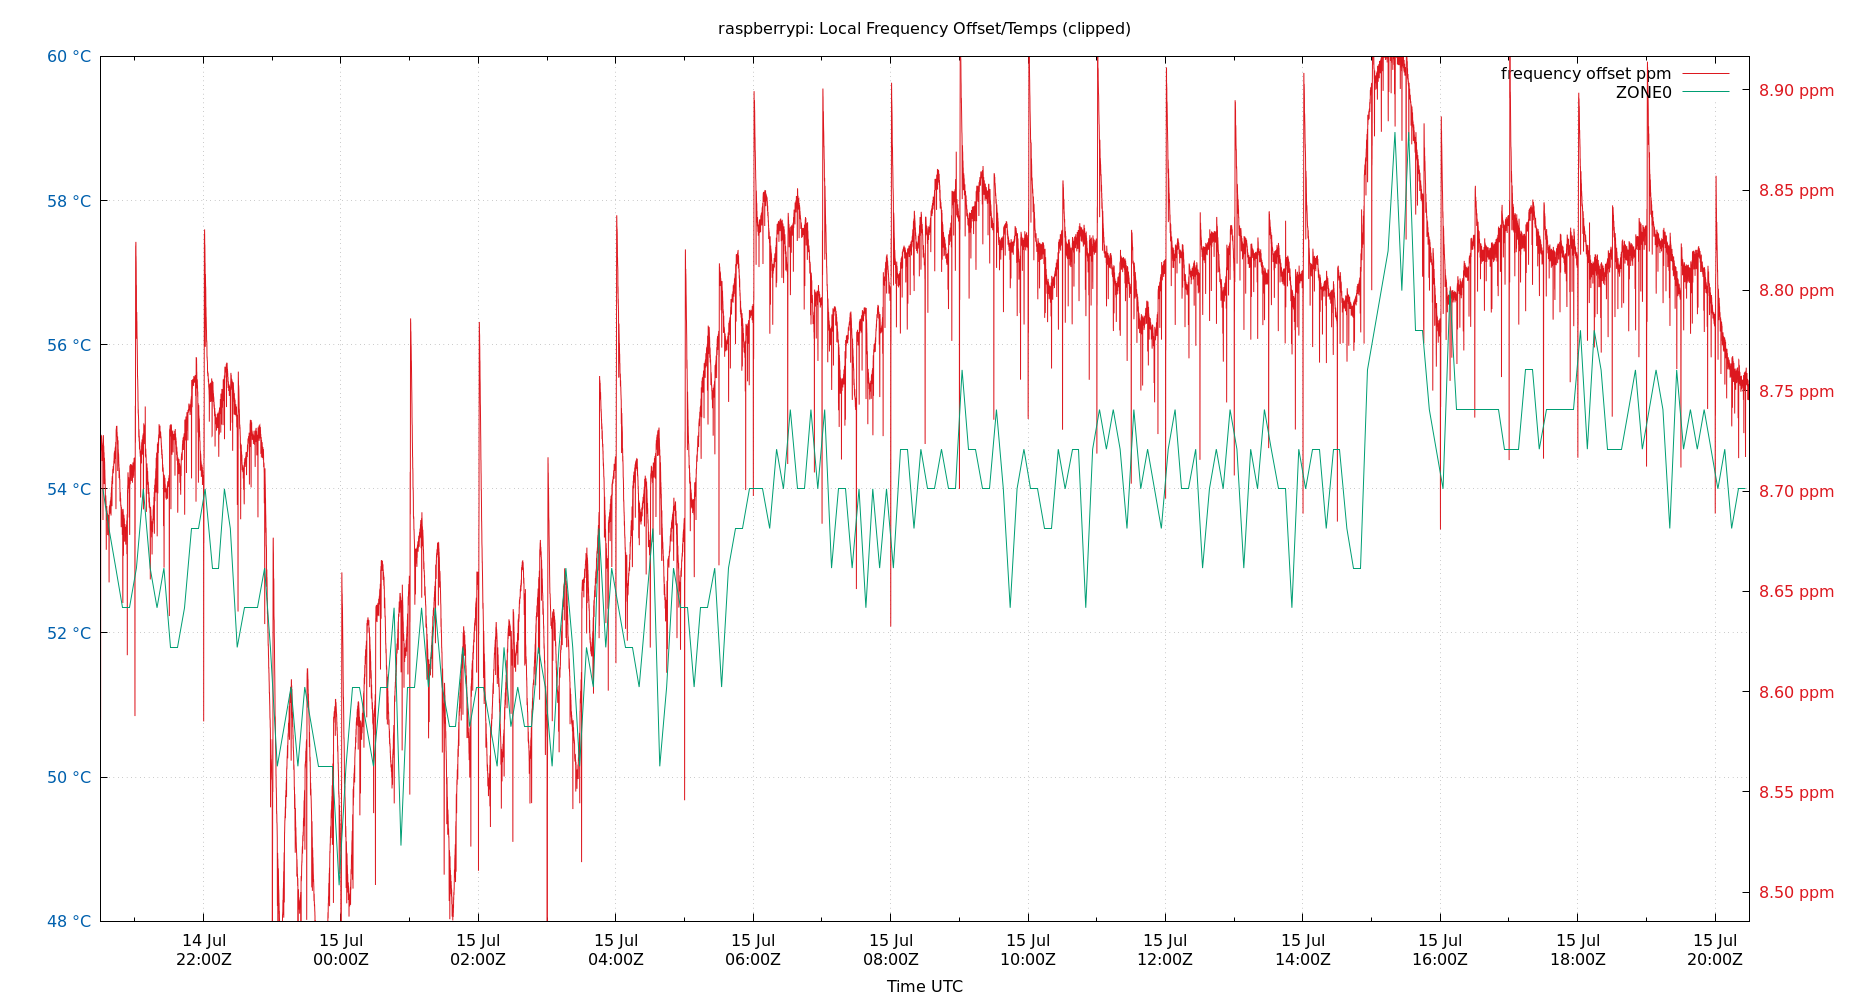 raspberrypi: Local Frequency Offset/Temps (clipped)
frequency offset ppm
ZONE0
60 °C
58 °C
56 °C
54 °C
52 °C
50 °C
48 °C
8.90 ppm
8.85 ppm
8.80 ppm
8.75 ppm
8.70 ppm
8.65 ppm
8.60 ppm
8.55 ppm
8.50 ppm
14 Jul
22:00Z
15 Jul
00:00Z
15 Jul
02:00Z
15 Jul
04:00Z
15 Jul
06:00Z
15 Jul
08:00Z
15 Jul
10:00Z
15 Jul
12:00Z
15 Jul
14:00Z
15 Jul
16:00Z
15 Jul
18:00Z
15 Jul
20:00Z
Time UTC